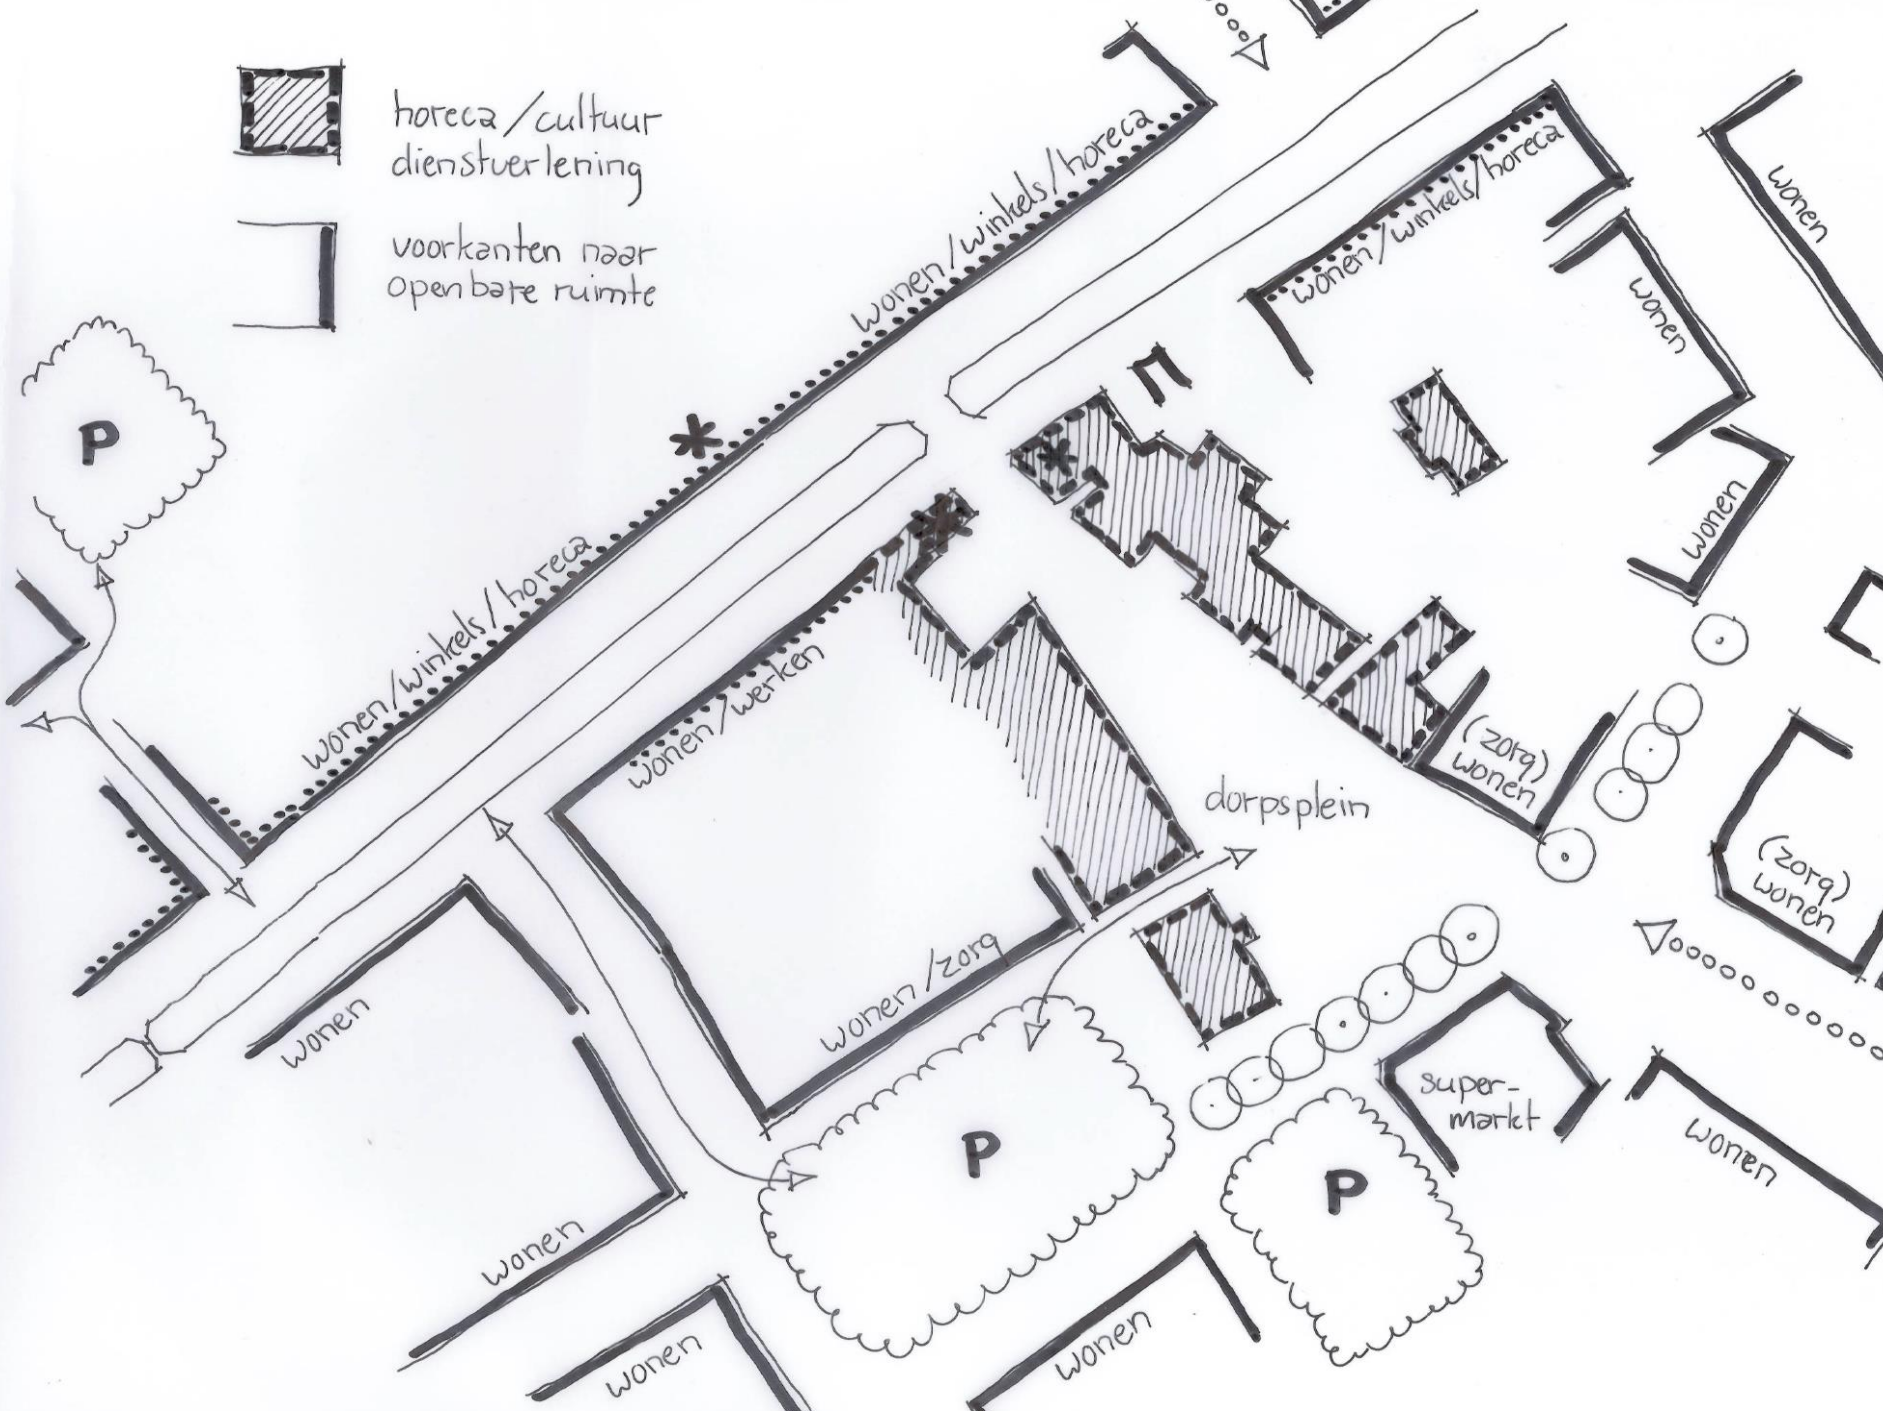 horeca/cultuur
dienstverlening
voorkanten naar
openbare ruimte
wonen/winkels/horeca
wonen/winkels/horeca
wonen
wonen
P
wonen/winkels/horeca
wonen
wonen/werken
(zorg)
wonen
dorpsplein
(zorg)
wonen
wonen/zorg
wonen
super-
markt
P
P
wonen
wonen
wonen
wonen